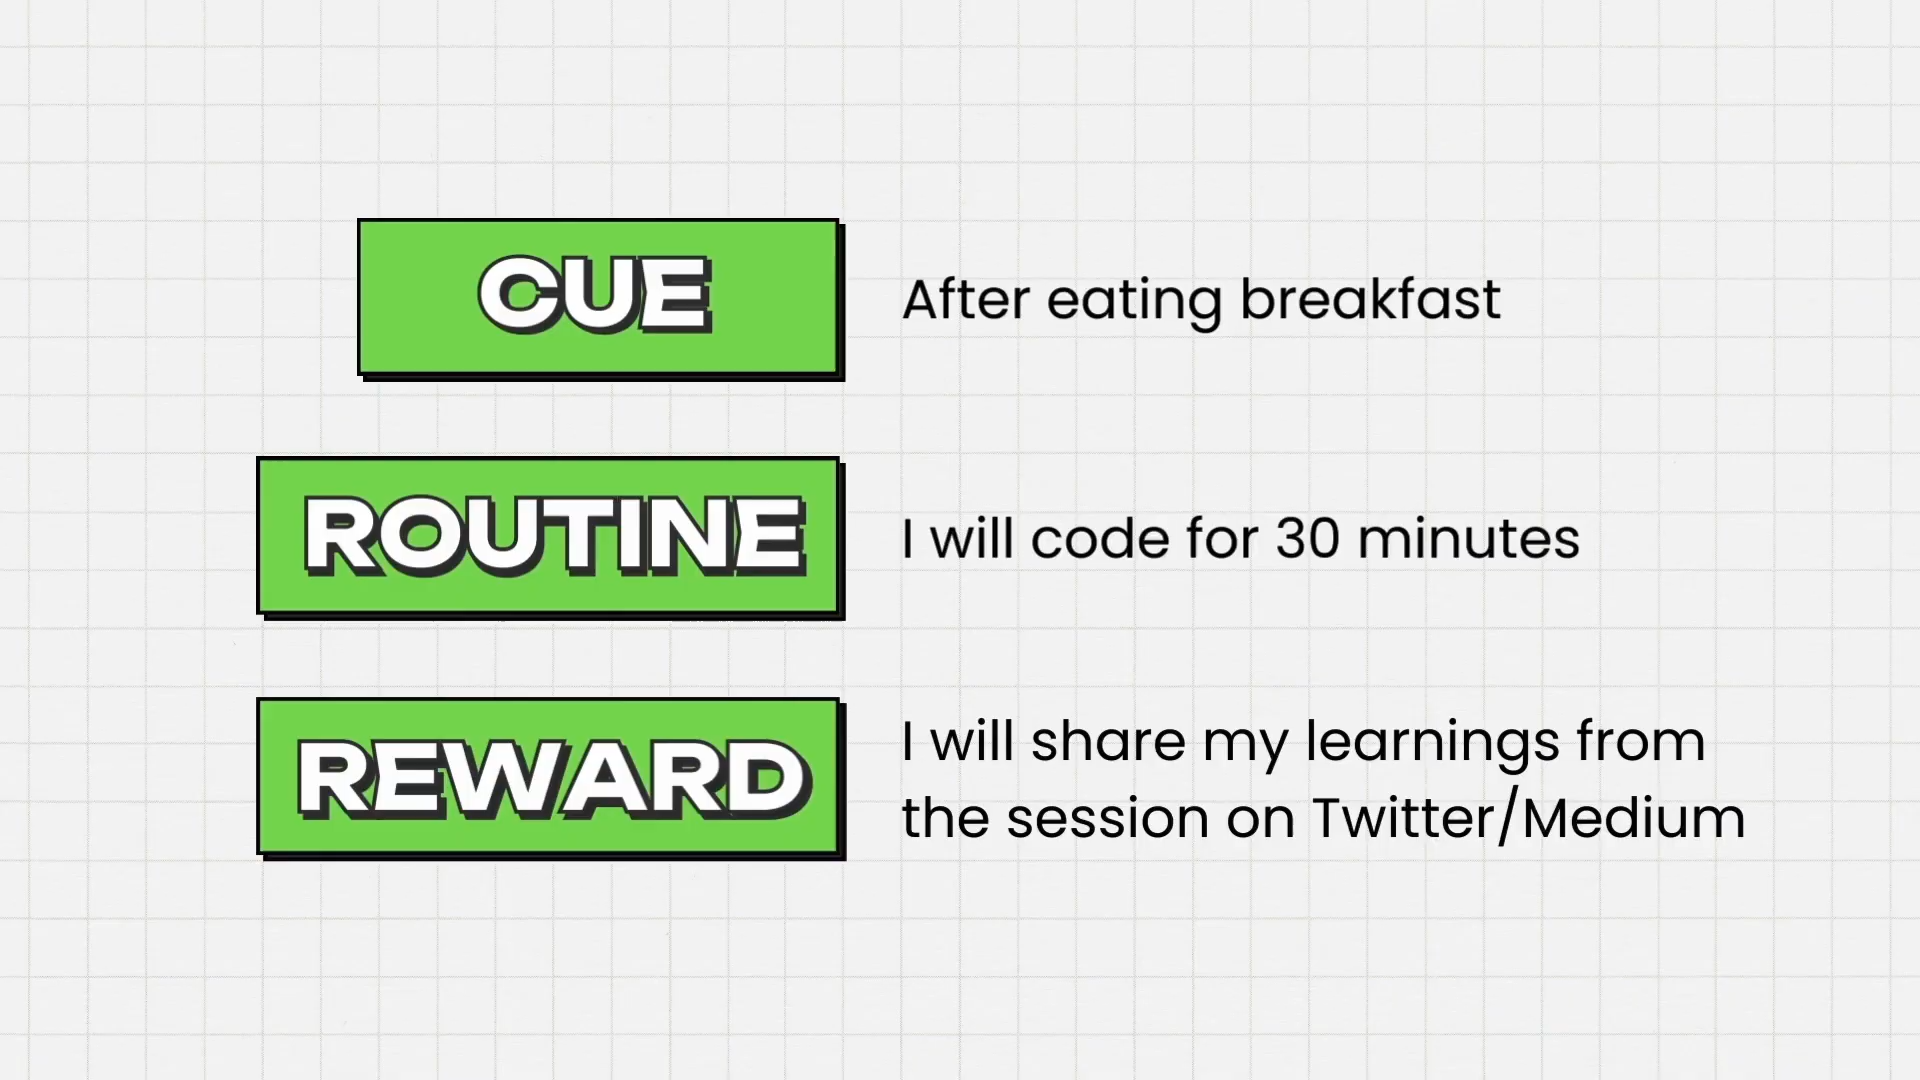 CUE
After eating breakfast
ROUTINE
I will code for 30 minutes
REWARD
I will share my learnings from
the session on Twitter/Medium